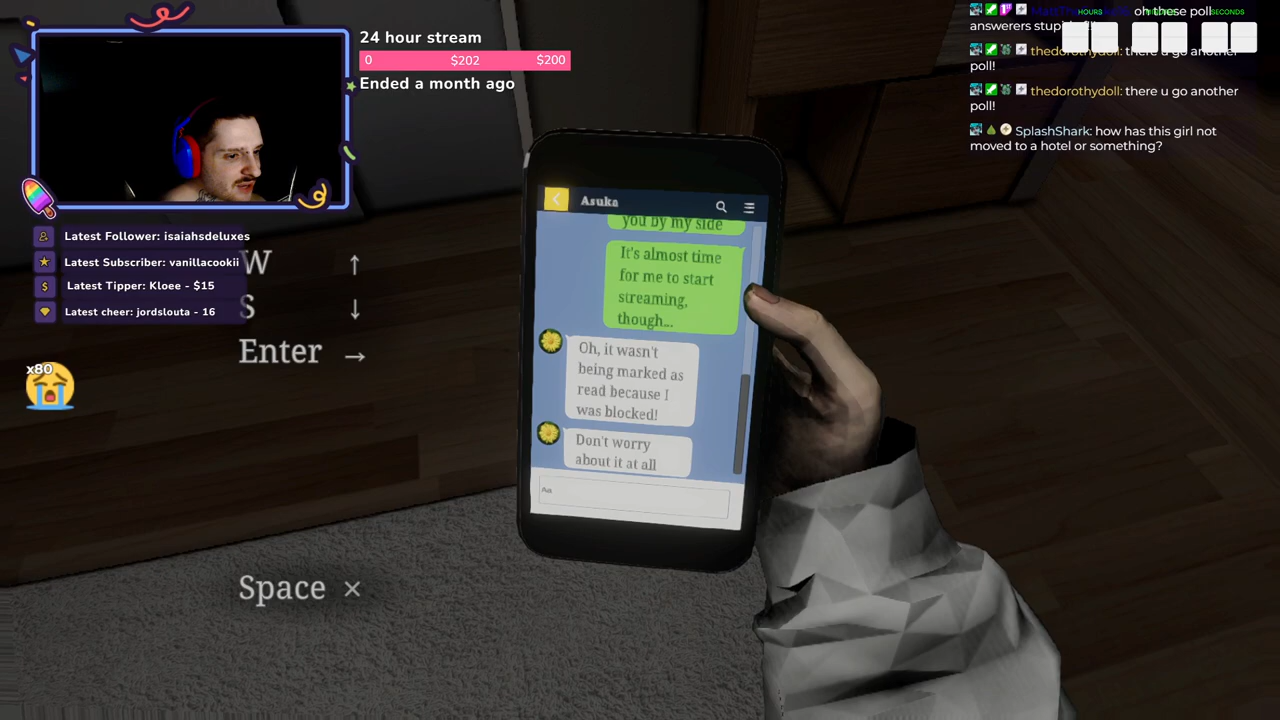 24 hour stream
0 $202 $200
Ended a month ago
Latest Follower: isaiahsdeluxes
Latest Subscriber: vanillacookii
Latest Tipper: Kloee - $15
Latest cheer: jordslouta - 16
x80
W ↑
S ↓
Enter →
Space ×
Asuka
you by my side
It's almost time
for me to start
streaming,
though...
Oh, it wasn't
being marked as
read because I
was blocked!
Don't worry
about it at all
Aa
HOURS
SECONDS
oh these poll
answerers
thedorothydoll: there u go another
poll!
thedorothydoll: there u go another
poll!
SplashShark: how has this girl not
moved to a hotel or something?